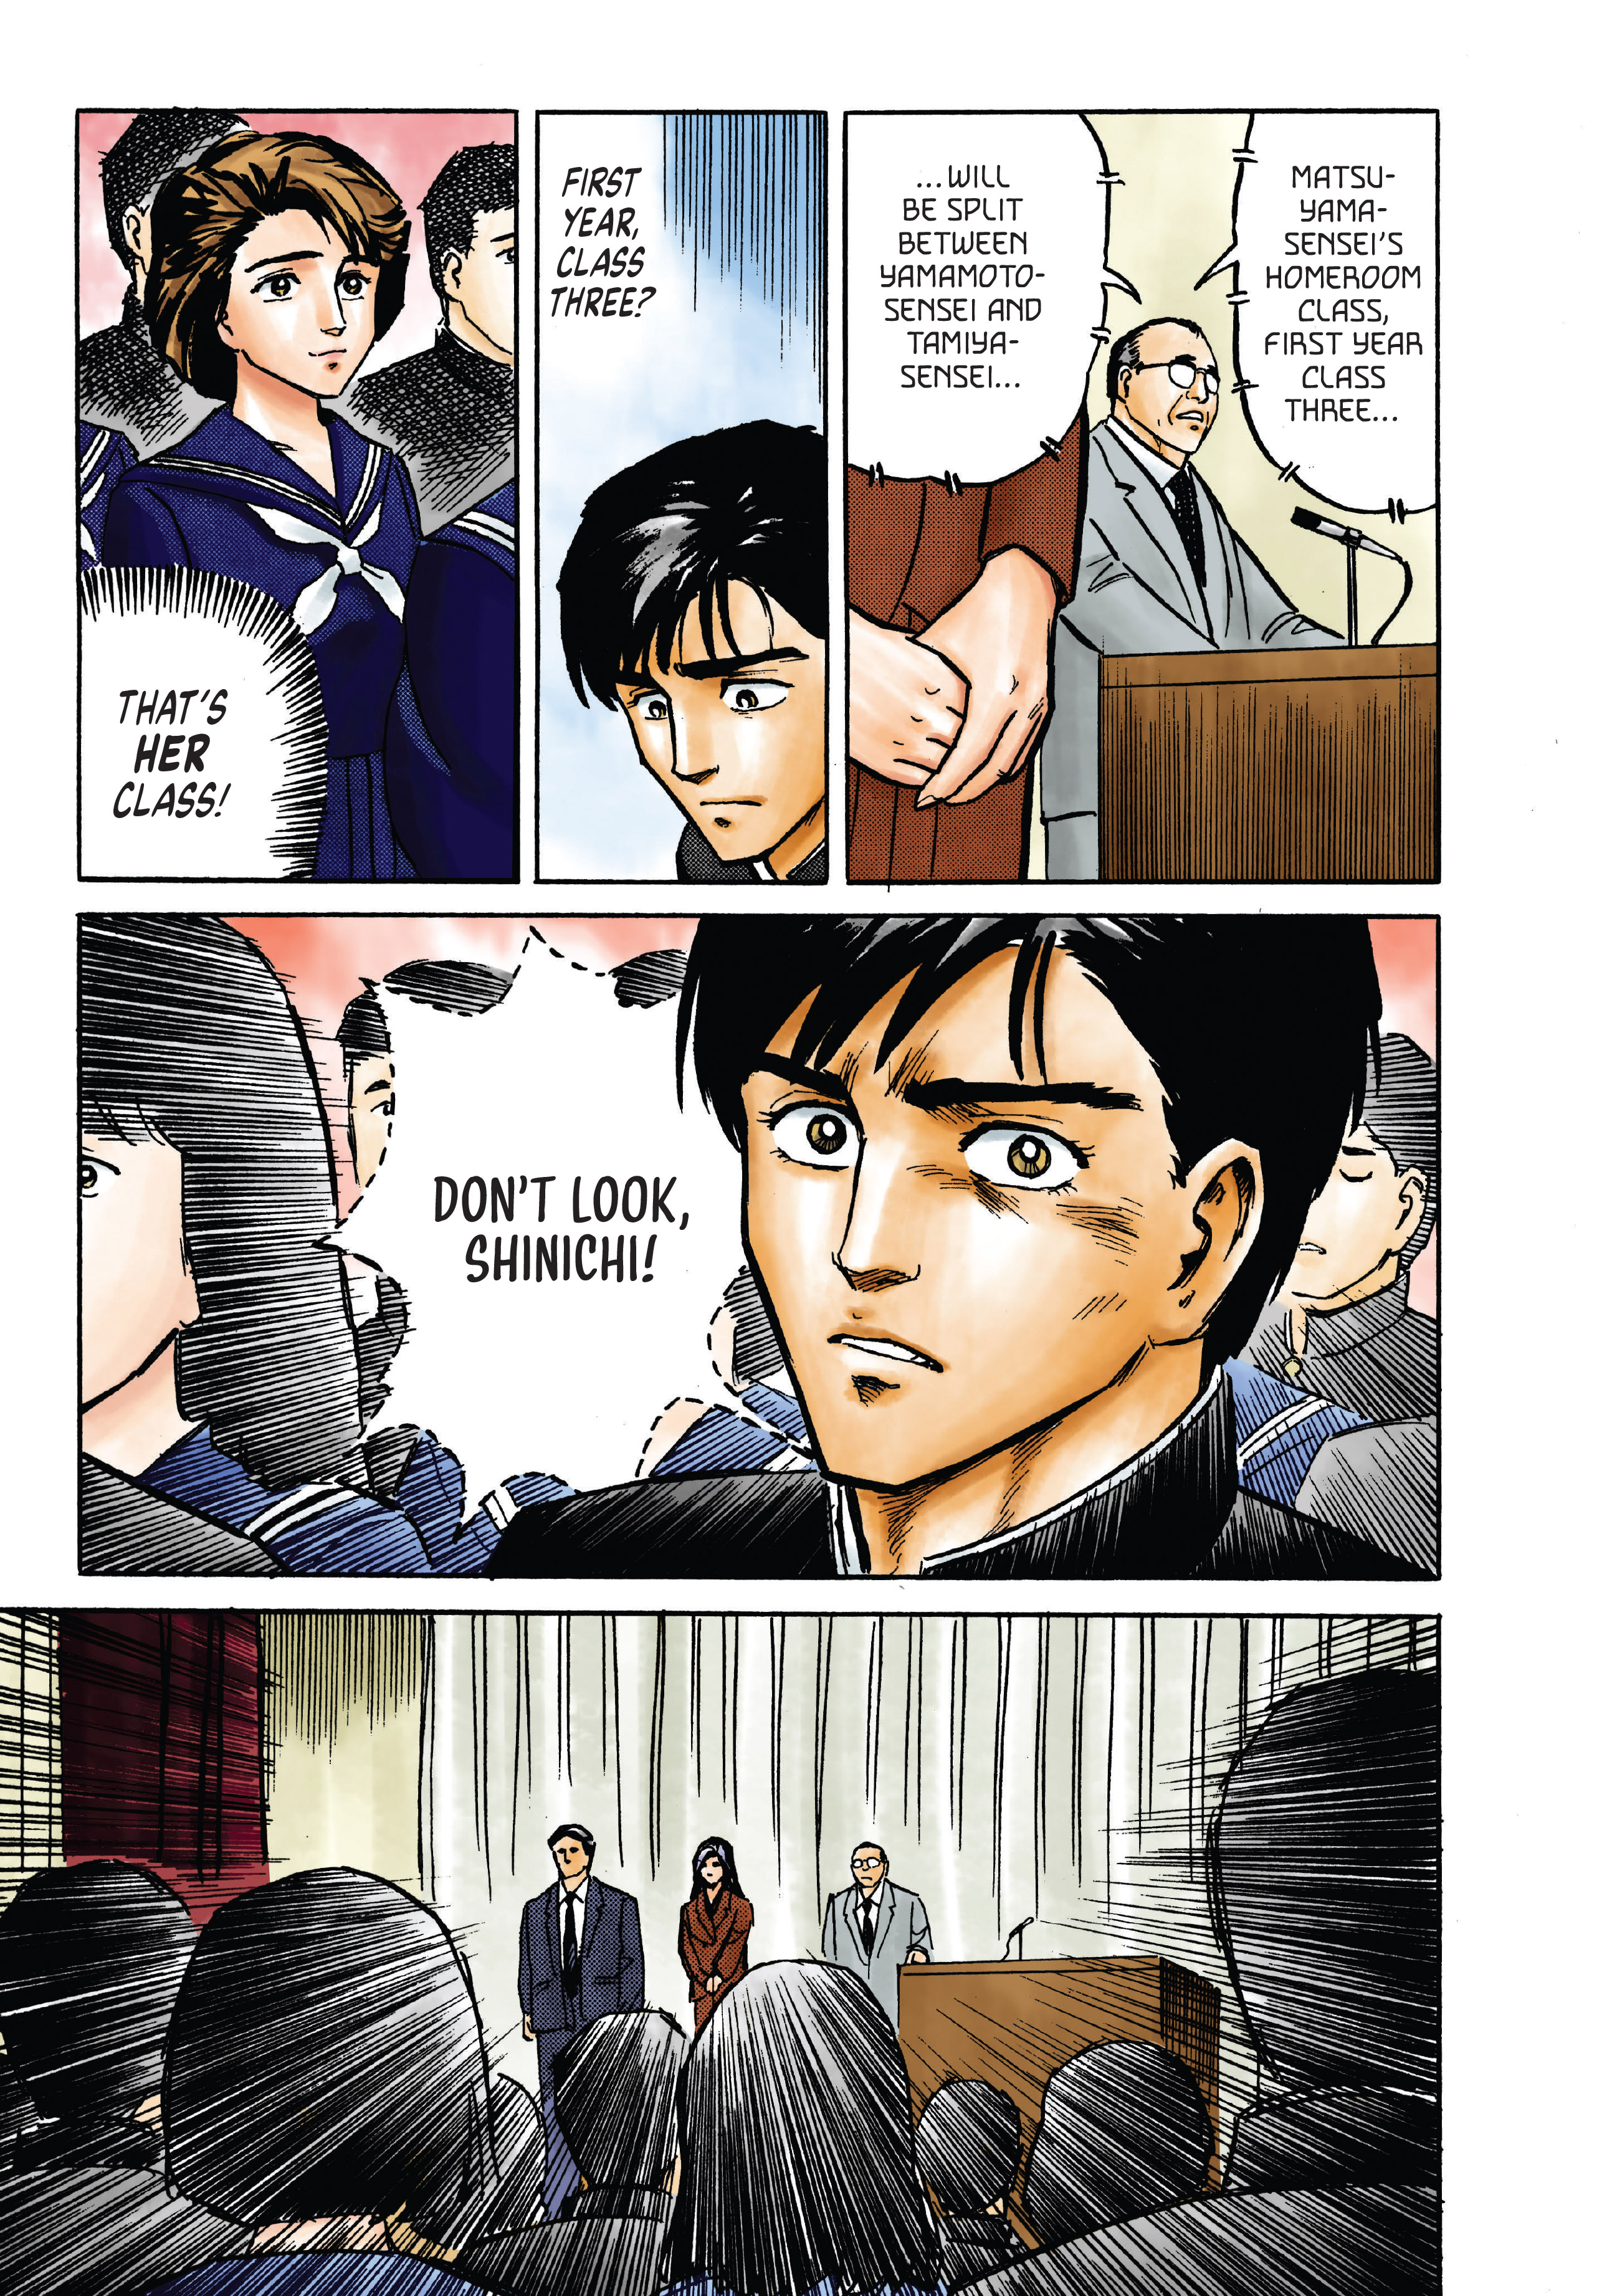 MATSU-
YAMA-
SENSEI'S
HOMEROOM
CLASS,
FIRST YEAR
CLASS
THREE...
...WILL
BE SPLIT
BETWEEN
YAMAMOTO-
SENSEI AND
TAMIYA-
SENSEI...
FIRST
YEAR,
CLASS
THREE?
THAT'S
HER
CLASS!
DON'T LOOK,
SHINICHI!